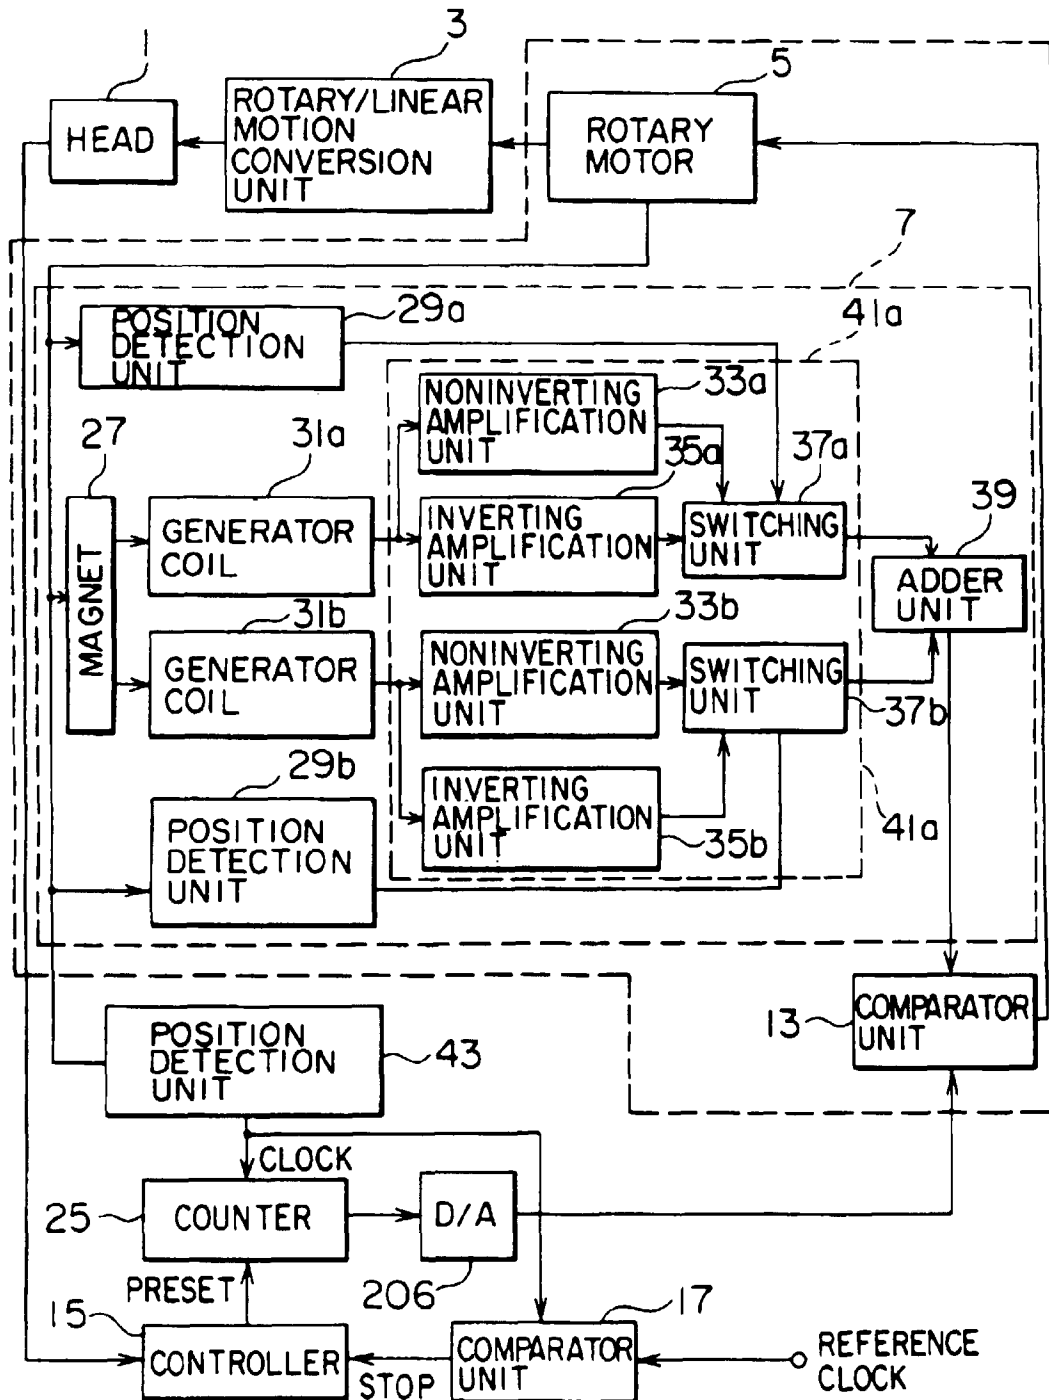 1
3
5
HEAD
ROTARY/LINEAR
MOTION
CONVERSION
UNIT
ROTARY
MOTOR
7
41a
POSITION
DETECTION
UNIT
29a
NONINVERTING
AMPLIFICATION
UNIT
33a
27
31a
35a
37a
39
MAGNET
GENERATOR
COIL
INVERTING
AMPLIFICATION
UNIT
SWITCHING
UNIT
ADDER
UNIT
31b
33b
GENERATOR
COIL
NONINVERTING
AMPLIFICATION
UNIT
SWITCHING
UNIT
37b
29b
POSITION
DETECTION
UNIT
INVERTING
AMPLIFICATION
UNIT
35b
41a
POSITION
DETECTION
UNIT
43
13
COMPARATOR
UNIT
CLOCK
25
COUNTER
D/A
206
PRESET
15
CONTROLLER
STOP
17
COMPARATOR
UNIT
REFERENCE
CLOCK